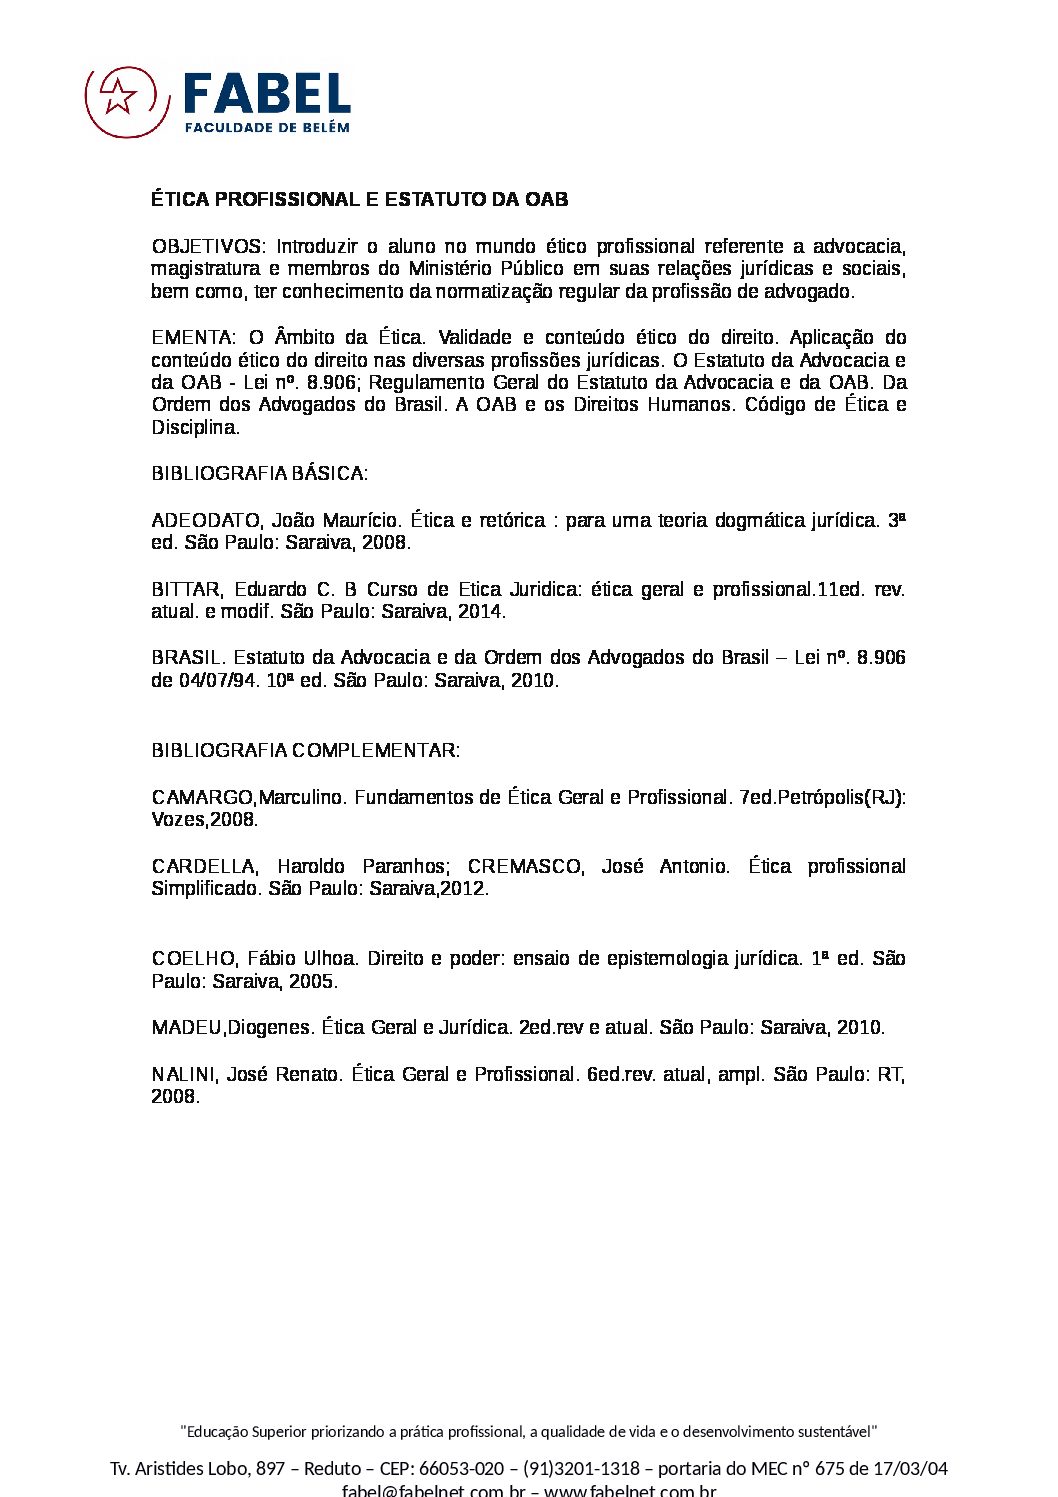 FABEL
FACULDADE DE BELÉM
ÉTICA PROFISSIONAL E ESTATUTO DA OAB
OBJETIVOS: Introduzir o aluno no mundo ético profissional referente a advocacia,
magistratura e membros do Ministério Público em suas relações jurídicas e sociais,
bem como, ter conhecimento da normatização regular da profissão de advogado.
EMENTA: O Âmbito da Ética. Validade e conteúdo ético do direito. Aplicação do
conteúdo ético do direito nas diversas profissões jurídicas. O Estatuto da Advocacia e
da OAB - Lei nº. 8.906; Regulamento Geral do Estatuto da Advocacia e da OAB. Da
Ordem dos Advogados do Brasil. A OAB e os Direitos Humanos. Código de Ética e
Disciplina.
BIBLIOGRAFIA BÁSICA:
ADEODATO, João Maurício. Ética e retórica : para uma teoria dogmática jurídica. 3ª
ed. São Paulo: Saraiva, 2008.
BITTAR, Eduardo C. B Curso de Etica Juridica: ética geral e profissional.11ed. rev.
atual. e modif. São Paulo: Saraiva, 2014.
BRASIL. Estatuto da Advocacia e da Ordem dos Advogados do Brasil – Lei nº. 8.906
de 04/07/94. 10ª ed. São Paulo: Saraiva, 2010.
BIBLIOGRAFIA COMPLEMENTAR:
CAMARGO,Marculino. Fundamentos de Ética Geral e Profissional. 7ed.Petrópolis(RJ):
Vozes,2008.
CARDELLA, Haroldo Paranhos; CREMASCO, José Antonio. Ética profissional
Simplificado. São Paulo: Saraiva,2012.
COELHO, Fábio Ulhoa. Direito e poder: ensaio de epistemologia jurídica. 1ª ed. São
Paulo: Saraiva, 2005.
MADEU,Diogenes. Ética Geral e Jurídica. 2ed.rev e atual. São Paulo: Saraiva, 2010.
NALINI, José Renato. Ética Geral e Profissional. 6ed.rev. atual, ampl. São Paulo: RT,
2008.
"Educação Superior priorizando a prática profissional, a qualidade de vida e o desenvolvimento sustentável"
Tv. Aristides Lobo, 897 – Reduto – CEP: 66053-020 – (91)3201-1318 – portaria do MEC nº 675 de 17/03/04
fabel@fabelnet.com.br – www.fabelnet.com.br